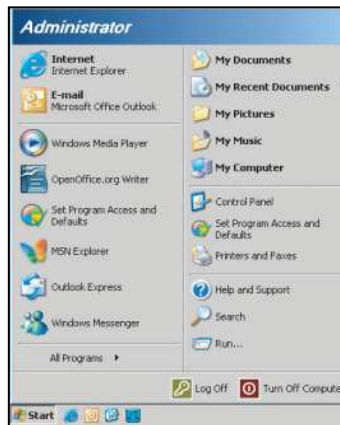 Administrator
Internet
Internet Explorer
E-mail
Microsoft Office Outlook
Windows Media Player
OpenOffice.org Writer
Set Program Access and
Defaults
MSN Explorer
Outlook Express
Windows Messenger
All Programs
My Documents
My Recent Documents
My Pictures
My Music
My Computer
Control Panel
Set Program Access and
Defaults
Printers and Faxes
Help and Support
Search
Run...
Log Off
Turn Off Compute
Start